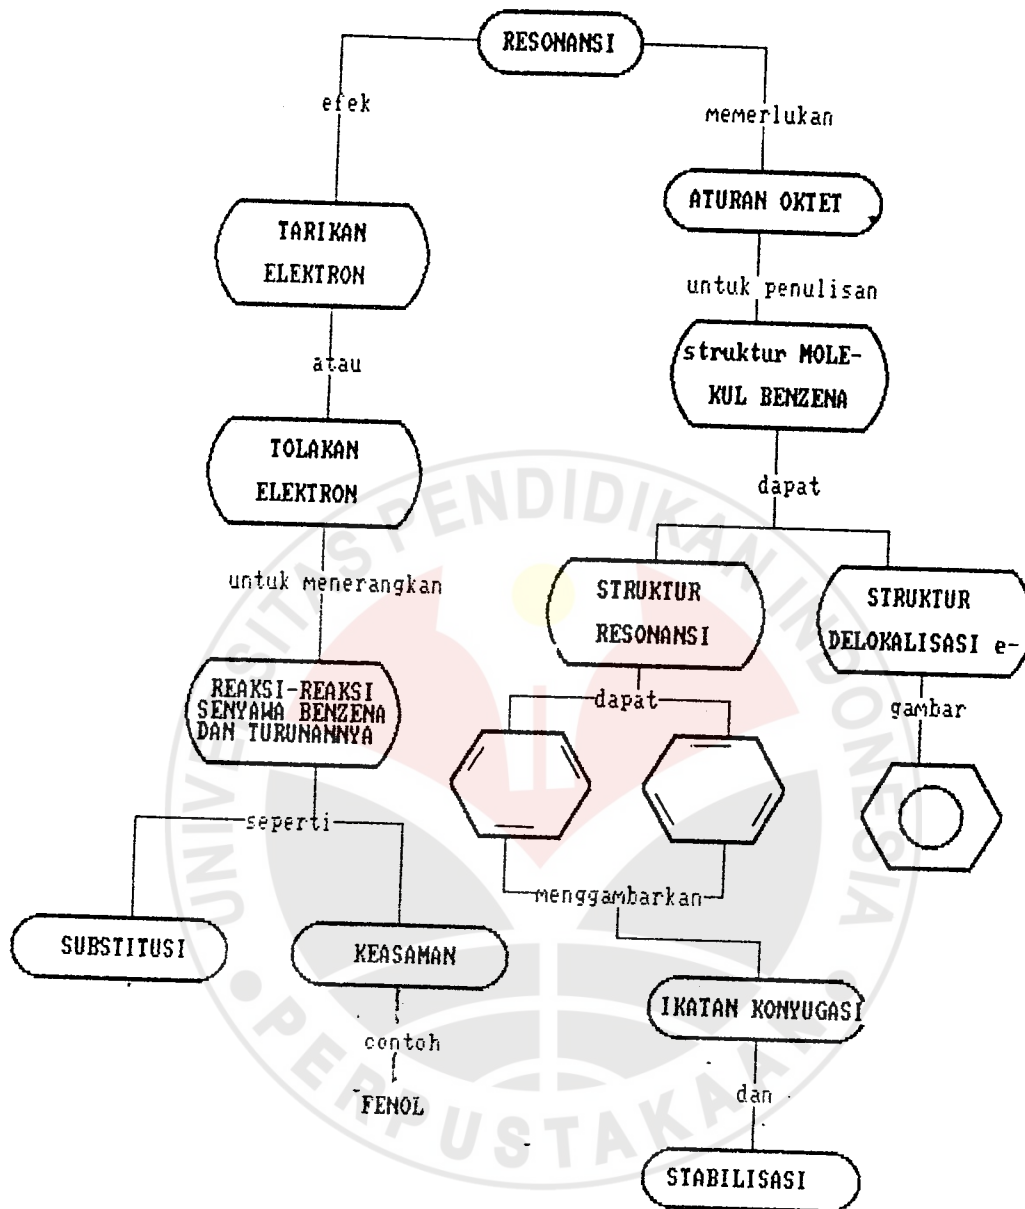 RESONANSI
efek
memerlukan
TARIKAN
ELEKTRON
ATURAN OKTET
untuk penulisan
struktur MOLE-
KUL BENZENA
atau
TOLAKAN
ELEKTRON
dapat
untuk menerangkan
STRUKTUR
RESONANSI
STRUKTUR
DELOKALISASI e-
REAKSI-REAKSI
SENYAWA BENZENA
DAN TURUNANNYA
dapat
gambar
seperti
menggambarkan
SUBSTITUSI
KEASAMAN
IKATAN KONYUGASI
contoh
FENOL
dan
STABILISASI
UNIVERSITAS PENDIDIKAN INDONESIA
PERPUSTAKAAN